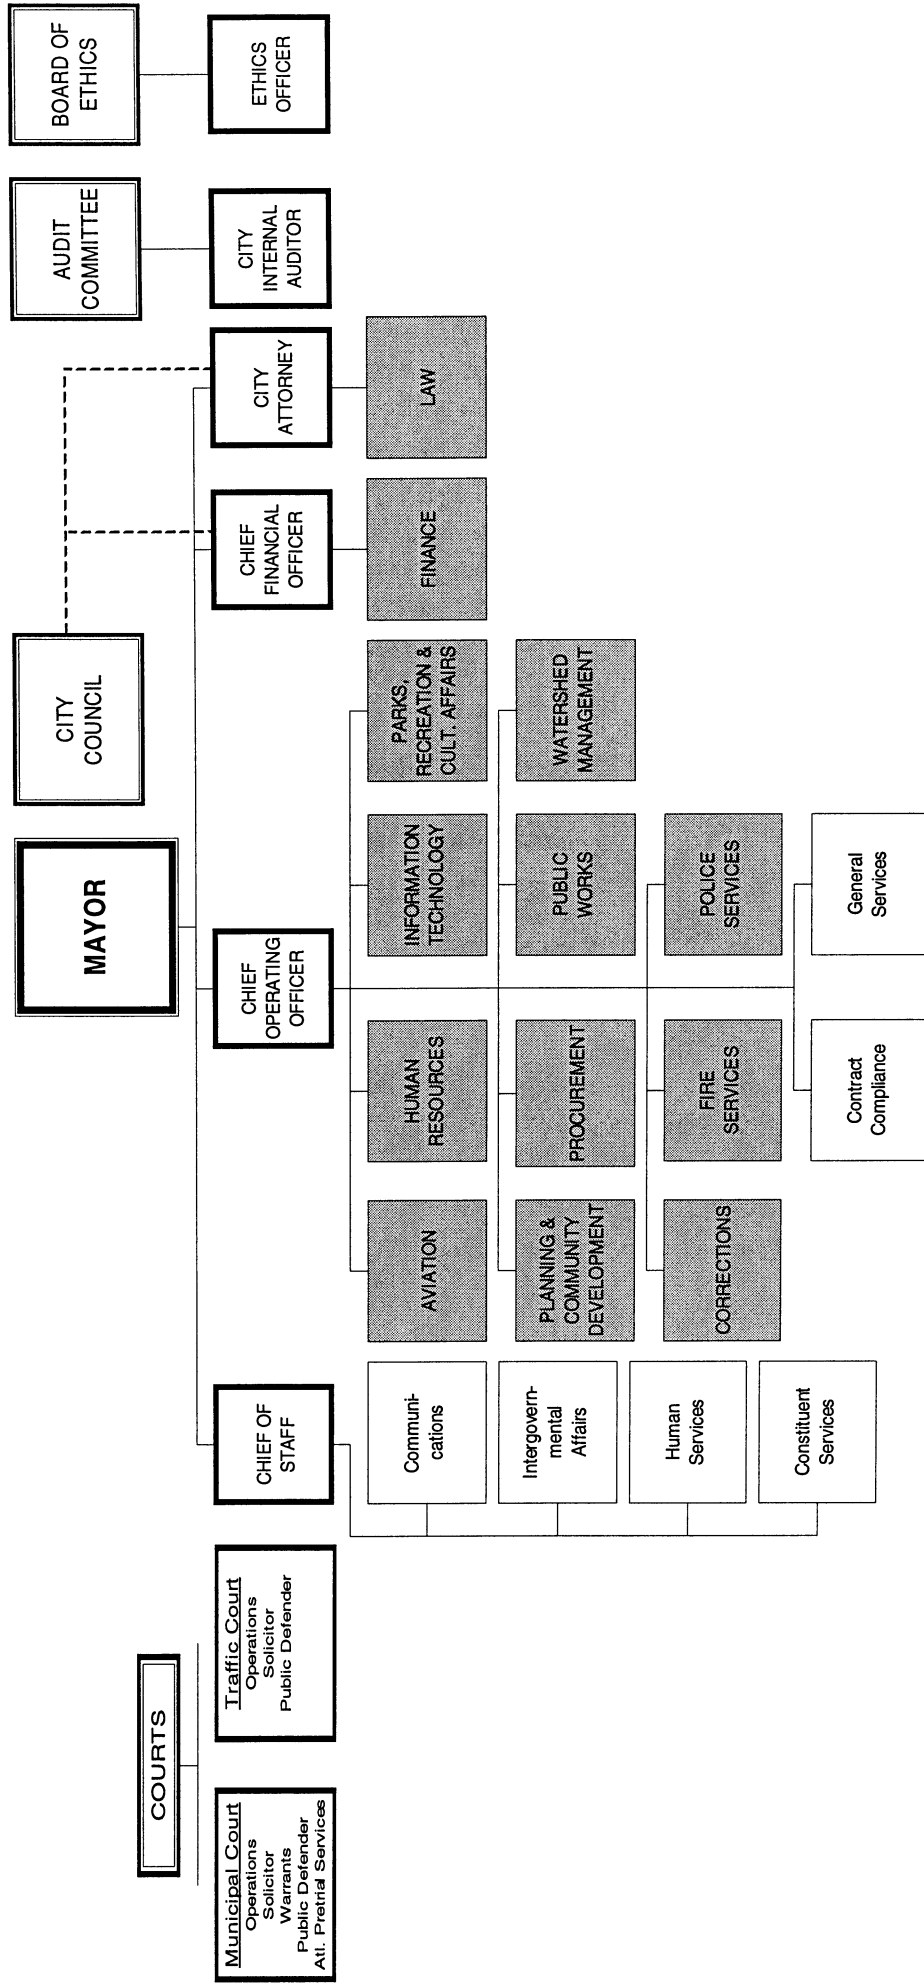 COURTS
Municipal Court
Operations
Solicitor
Warrants
Public Defender
Atl. Pretrial Services
Traffic Court
Operations
Solicitor
Public Defender
MAYOR
CITY
COUNCIL
AUDIT
COMMITTEE
BOARD OF
ETHICS
CHIEF OF
STAFF
CHIEF
OPERATING
OFFICER
CHIEF
FINANCIAL
OFFICER
CITY
ATTORNEY
CITY
INTERNAL
AUDITOR
ETHICS
OFFICER
Communi-
cations
Intergovern-
mental
Affairs
Human
Services
Constituent
Services
AVIATION
HUMAN
RESOURCES
INFORMATION
TECHNOLOGY
PARKS,
RECREATION &
CULT. AFFAIRS
FINANCE
LAW
PLANNING &
COMMUNITY
DEVELOPMENT
PROCUREMENT
PUBLIC
WORKS
WATERSHED
MANAGEMENT
CORRECTIONS
FIRE
SERVICES
POLICE
SERVICES
Contract
Compliance
General
Services